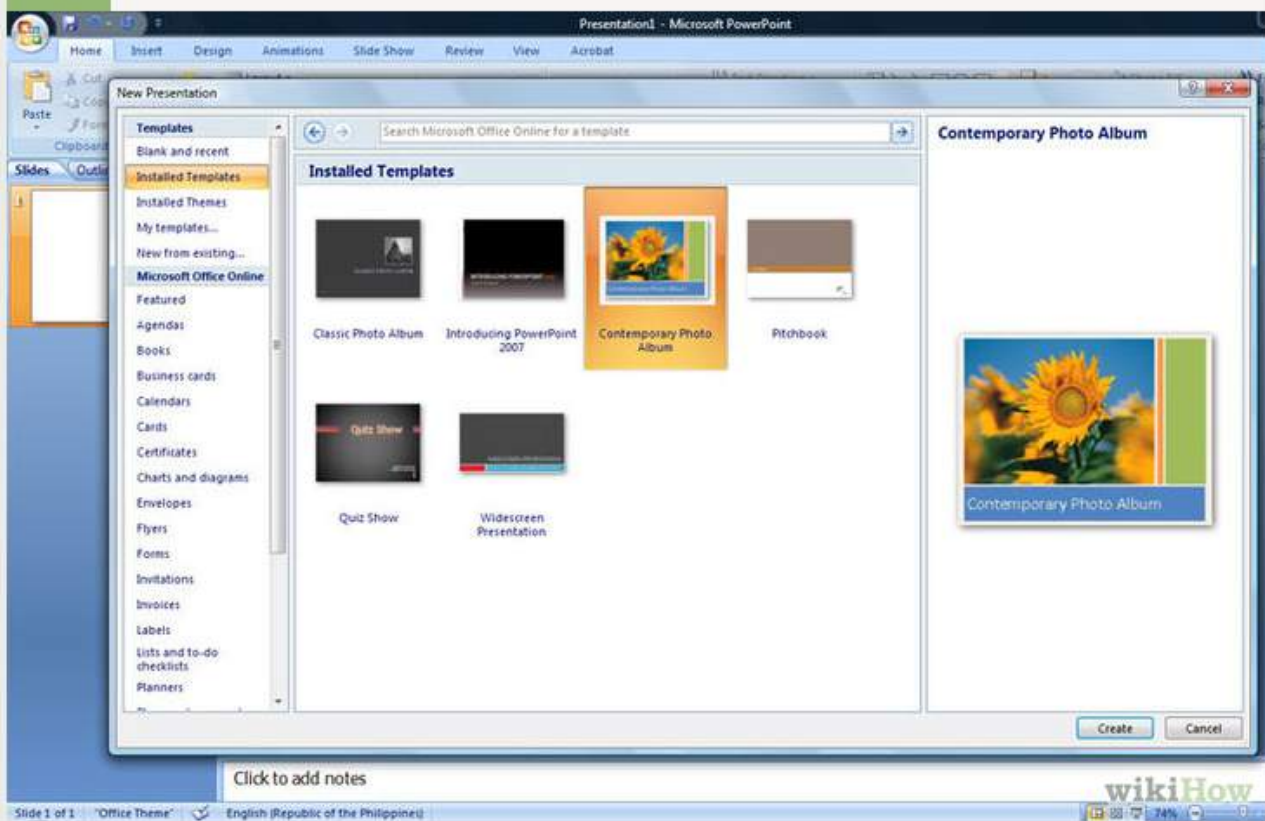 Presentation1 - Microsoft PowerPoint
Home Insert Design Animations Slide Show Review View Acrobat
Cut
Paste
Clipboard
Slides
1
New Presentation
Templates
Blank and recent
Installed Templates
Installed Themes
My templates...
New from existing...
Microsoft Office Online
Featured
Agendas
Books
Business cards
Calendars
Cards
Certificates
Charts and diagrams
Envelopes
Flyers
Forms
Invitations
Invoices
Labels
Lists and to-do
checklists
Planners
Search Microsoft Office Online for a template
Installed Templates
Classic Photo Album
Introducing PowerPoint
2007
Contemporary Photo
Album
Pitchbook
Quiz Show
Quiz Show
Widescreen
Presentation
Contemporary Photo Album
Contemporary Photo Album
Create Cancel
Click to add notes
wikiHow
Slide 1 of 1 "Office Theme" English (Republic of the Philippines) 74%